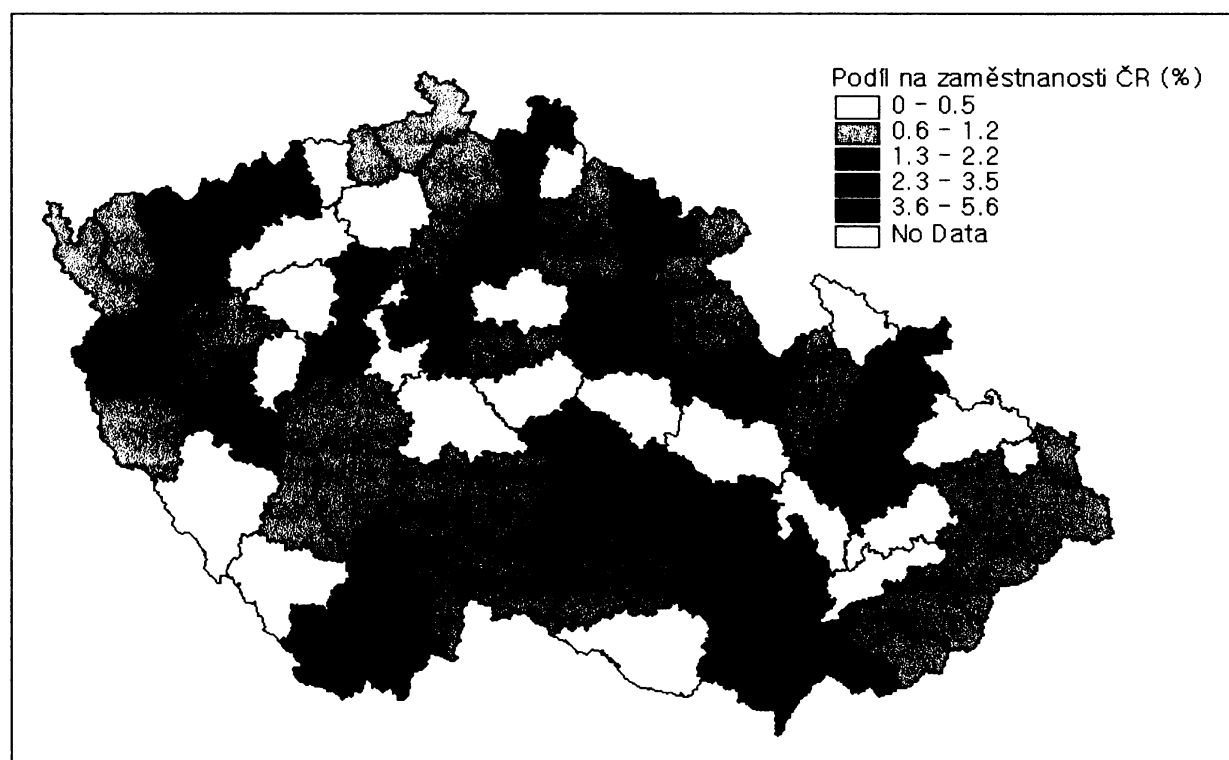 Podíl na zaměstnanosti ČR (%)
0 - 0.5
0.6 - 1.2
1.3 - 2.2
2.3 - 3.5
3.6 - 5.6
No Data